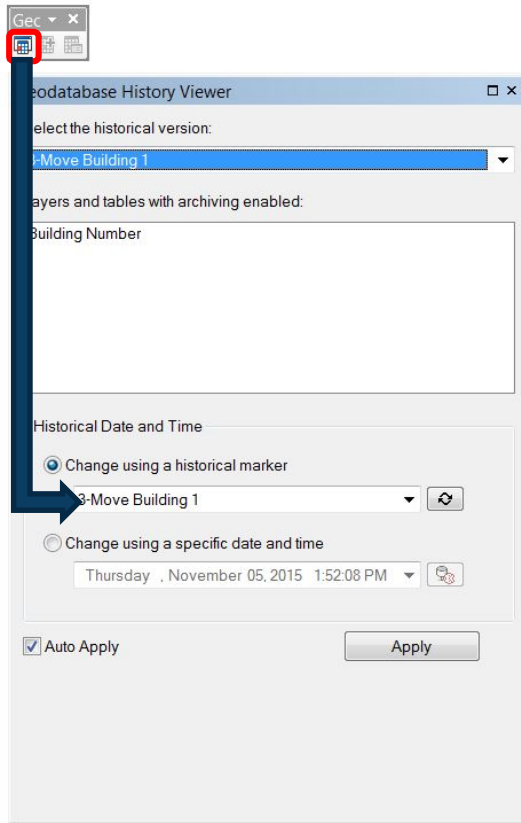 Gec
eodatabase History Viewer
elect the historical version:
3-Move Building 1
ayers and tables with archiving enabled:
Building Number
Historical Date and Time
Change using a historical marker
3-Move Building 1
Change using a specific date and time
Thursday , November 05, 2015 1:52:08 PM
Auto Apply
Apply